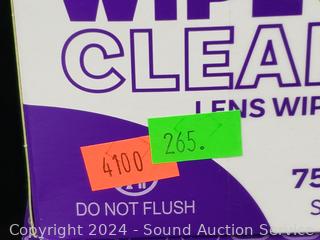 CLEA
LENS WIP
265.
4100
75
DO NOT FLUSH
Copyright 2024 - Sound Auction Service